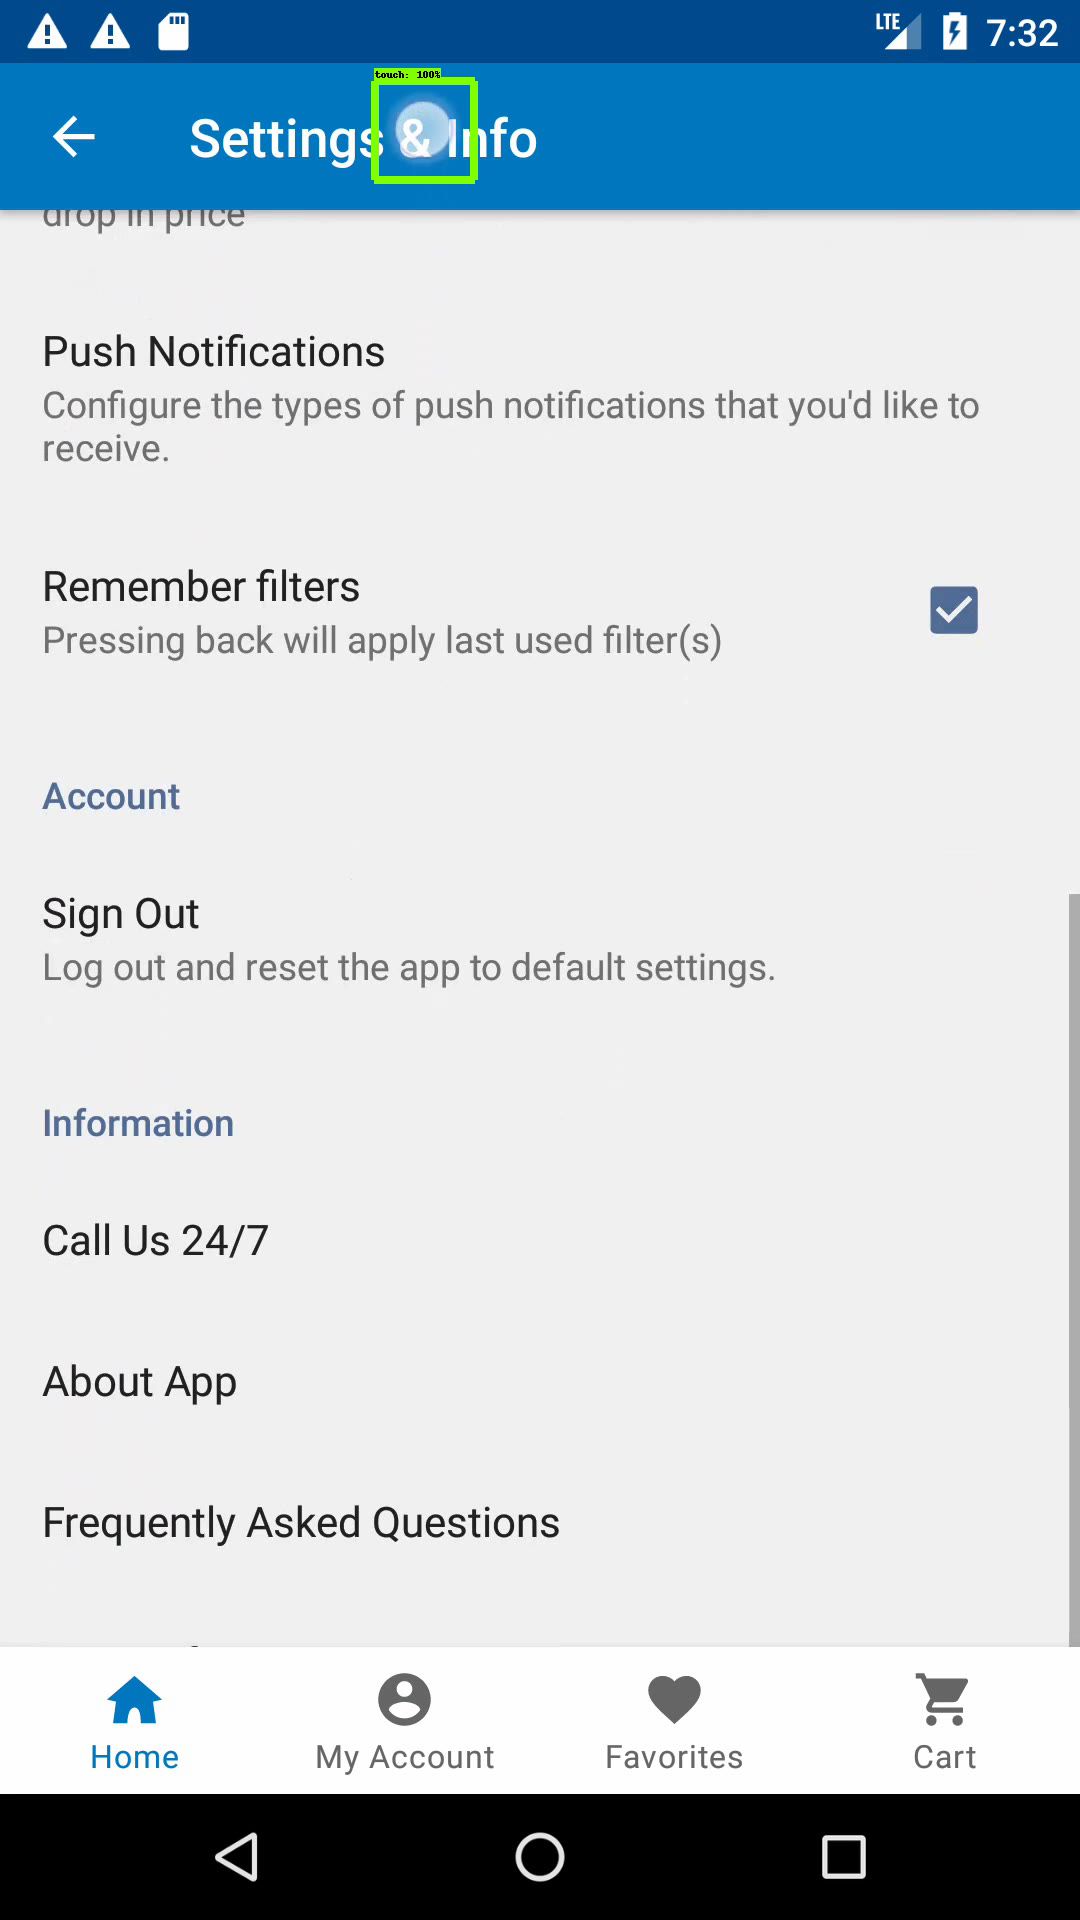 LTE 7:32
touch: 100%
Settings & Info
drop in price
Push Notifications
Configure the types of push notifications that you'd like to
receive.
Remember filters
Pressing back will apply last used filter(s)
Account
Sign Out
Log out and reset the app to default settings.
Information
Call Us 24/7
About App
Frequently Asked Questions
Home My Account Favorites Cart